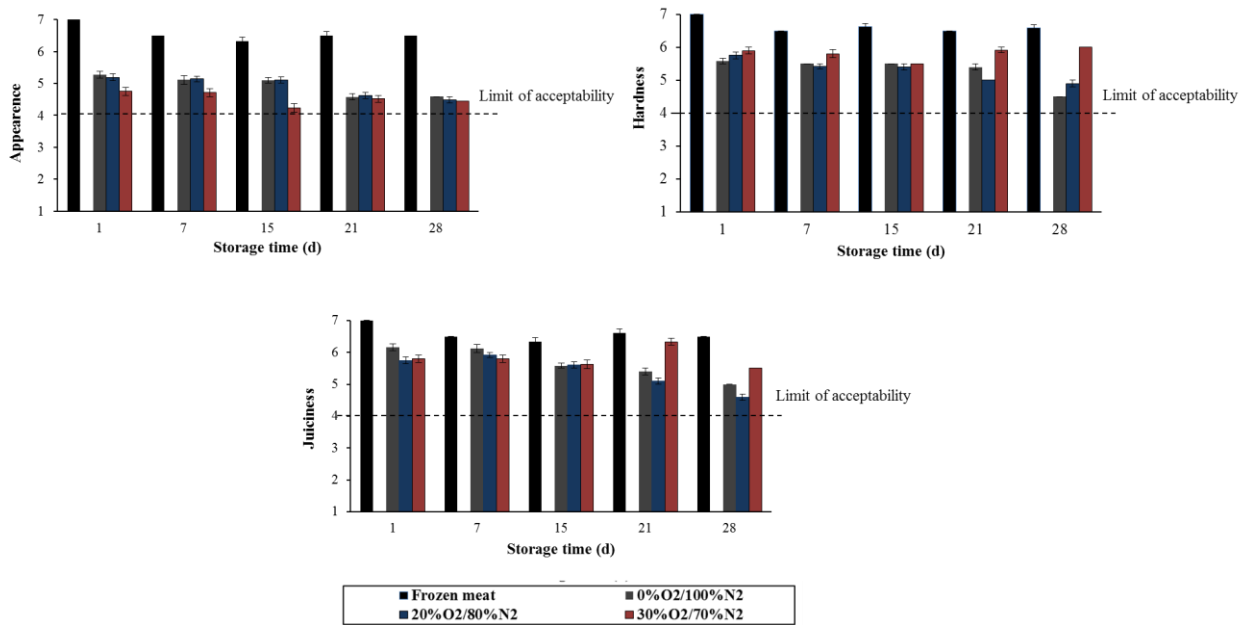 7
6
5
4
3
2
1
Appearence
Limit of acceptability
1 7 15 21 28
Storage time (d)
7
6
5
4
3
2
1
Hardness
Limit of acceptability
1 7 15 21 28
Storage time (d)
7
6
5
4
3
2
1
Juiciness
Limit of acceptability
1 7 15 21 28
Storage time (d)
Frozen meat 0%O2/100%N2
20%O2/80%N2 30%O2/70%N2